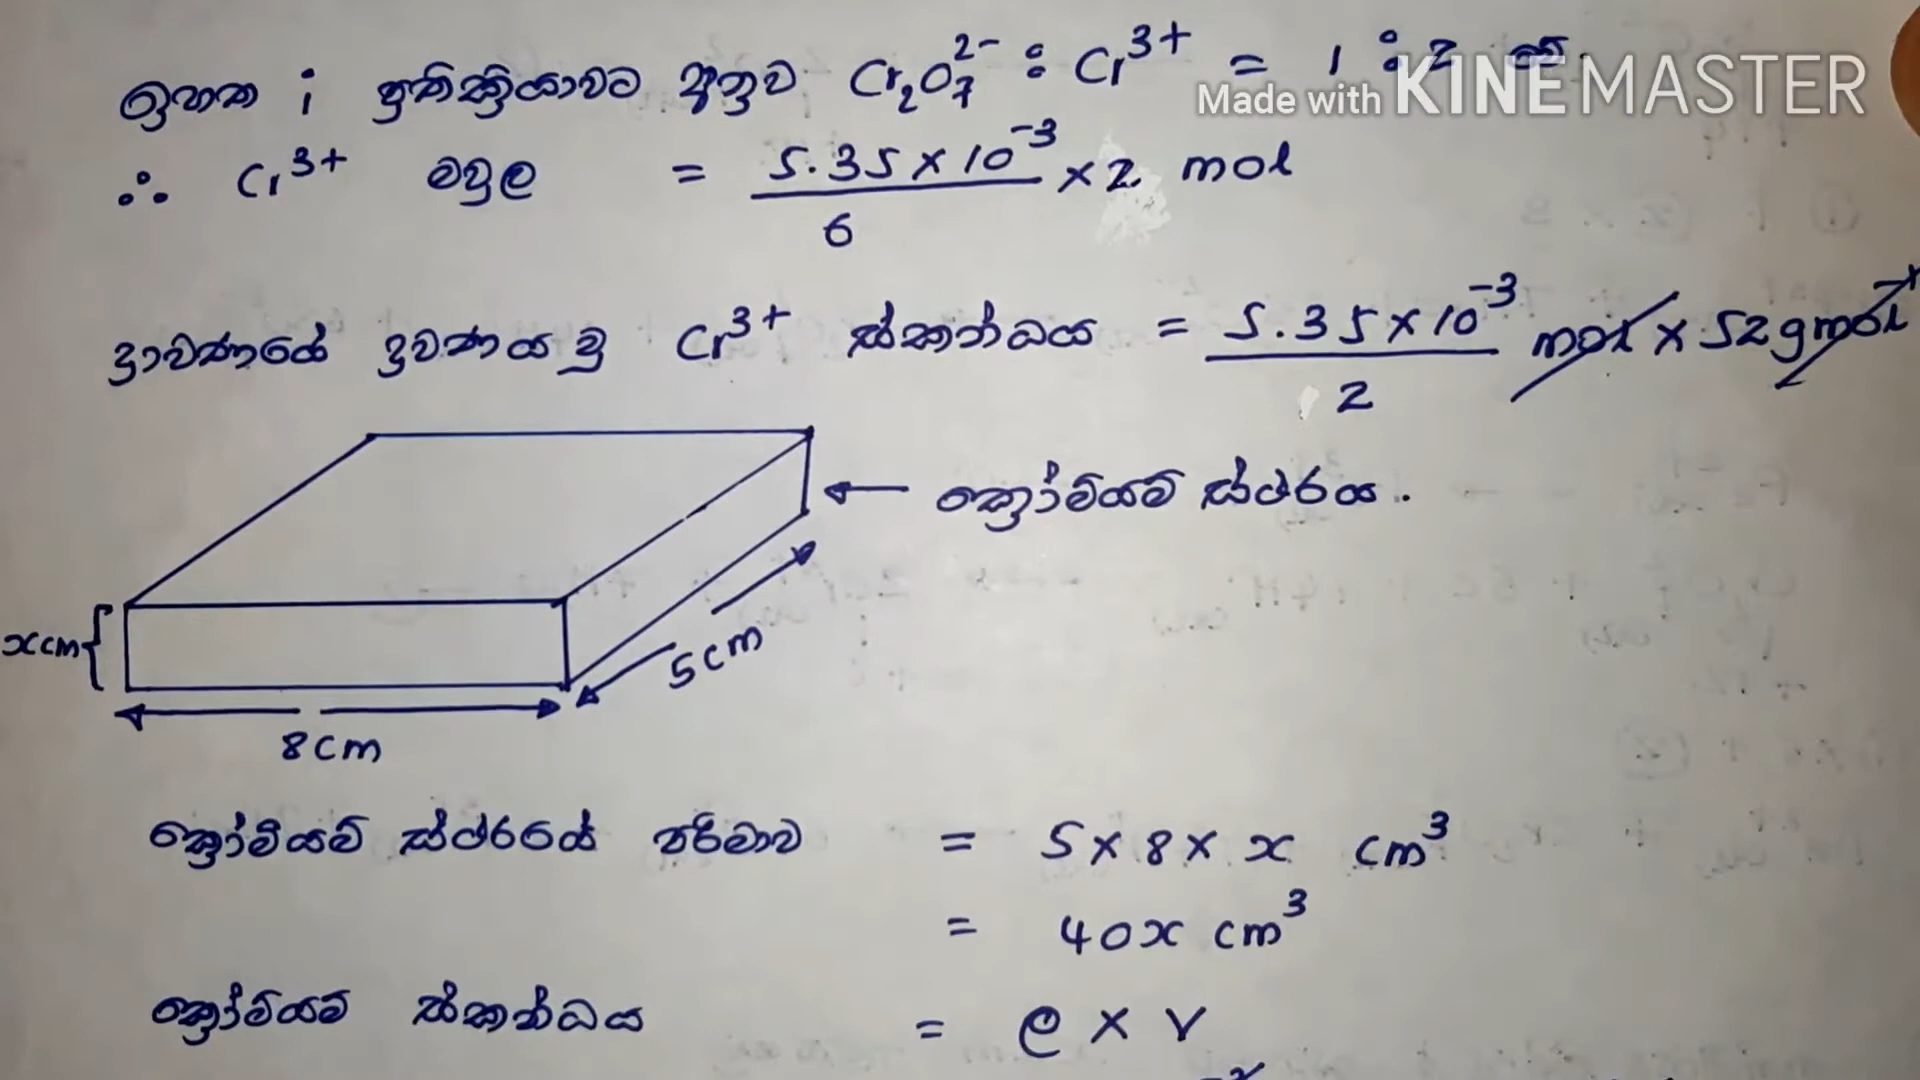 ඉහත i ප්‍රතික්‍රියාවට අනුව Cr₂O₇²⁻ : Cr³⁺ = 1 : 2 වේ.
Made with KINEMASTER
∴ Cr³⁺ මවුල = 5.35 × 10⁻³ / 6 × 2 mol
ද්‍රාවණයේ ද්‍රවණය වූ Cr³⁺ ස්කන්ධය = 5.35 × 10⁻³ / 2 mol × 52 g mol⁻¹
← ක්‍රෝමියම් ස්ථරය.
x cm
5 cm
8 cm
ක්‍රෝමියම් ස්ථරයේ පරිමාව = 5 × 8 × x cm³
= 40x cm³
ක්‍රෝමියම් ස්කන්ධය = ρ × v